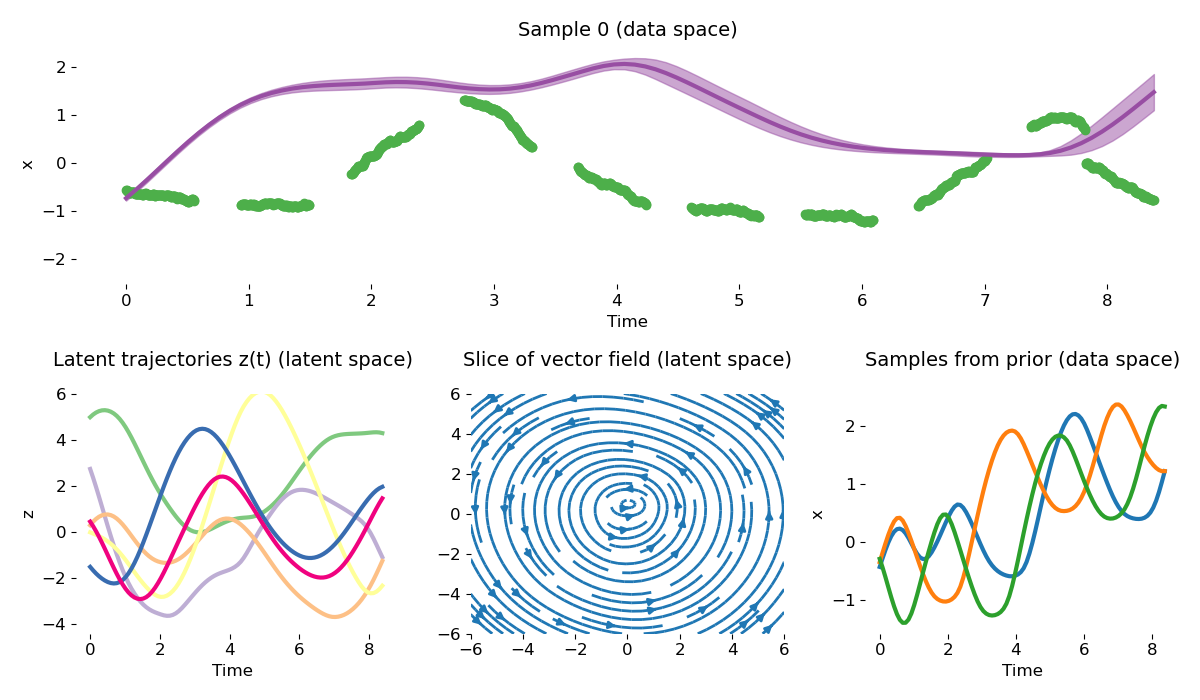 Sample 0 (data space)
2
1
0
−1
−2
x
0 1 2 3 4 5 6 7 8
Time
Latent trajectories z(t) (latent space)
6
4
2
0
−2
−4
z
0 2 4 6 8
Time
Slice of vector field (latent space)
6
4
2
0
−2
−4
−6
−6 −4 −2 0 2 4 6
Samples from prior (data space)
2
1
0
−1
x
0 2 4 6 8
Time